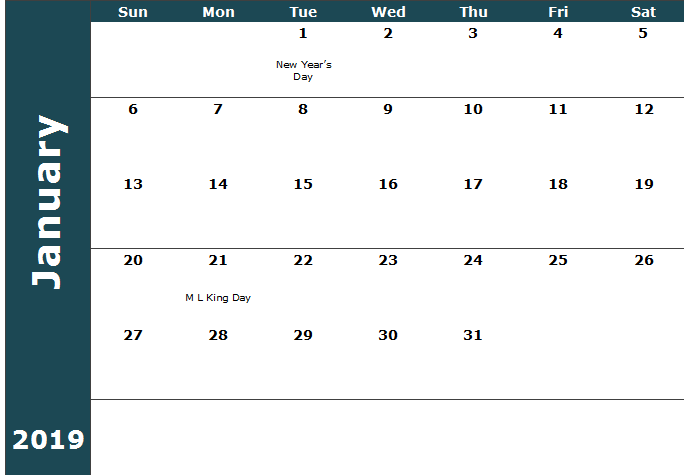 Sun Mon Tue Wed Thu Fri Sat
1 2 3 4 5
New Year's
Day
6 7 8 9 10 11 12
13 14 15 16 17 18 19
20 21 22 23 24 25 26
M L King Day
27 28 29 30 31
January
2019